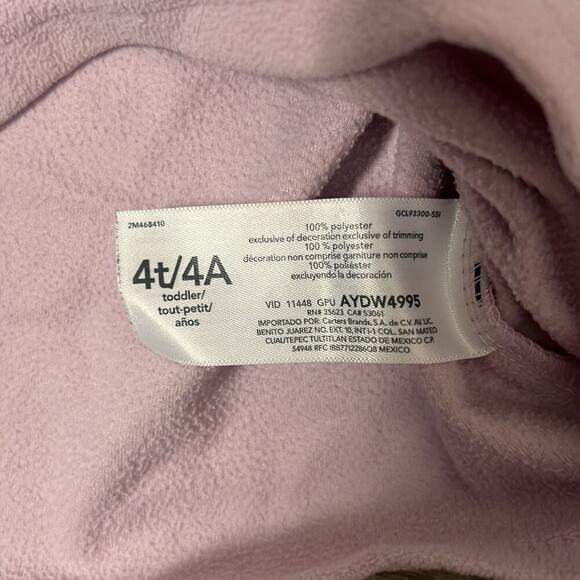 2M468410
GCL93300-SSI
100% polyester
exclusive of decoration exclusive of trimming
100 % polyester
décoration non comprise garniture non comprise
100% poliéster
excluyendo la decoración
4t/4A
toddler/
tout-petit/
años
VID 11448 GPU AYDW4995
RN# 35623 CA# 53061
IMPORTADO POR: Carters Brands, S.A. de C.V. AV. LIC.
BENITO JUAREZ NO. EXT. 10, INT I-1 COL. SAN MATEO
CUAUTEPEC TULTITLAN ESTADO DE MEXICO C.P.
54948 RFC IBS7712286Q8 MEXICO